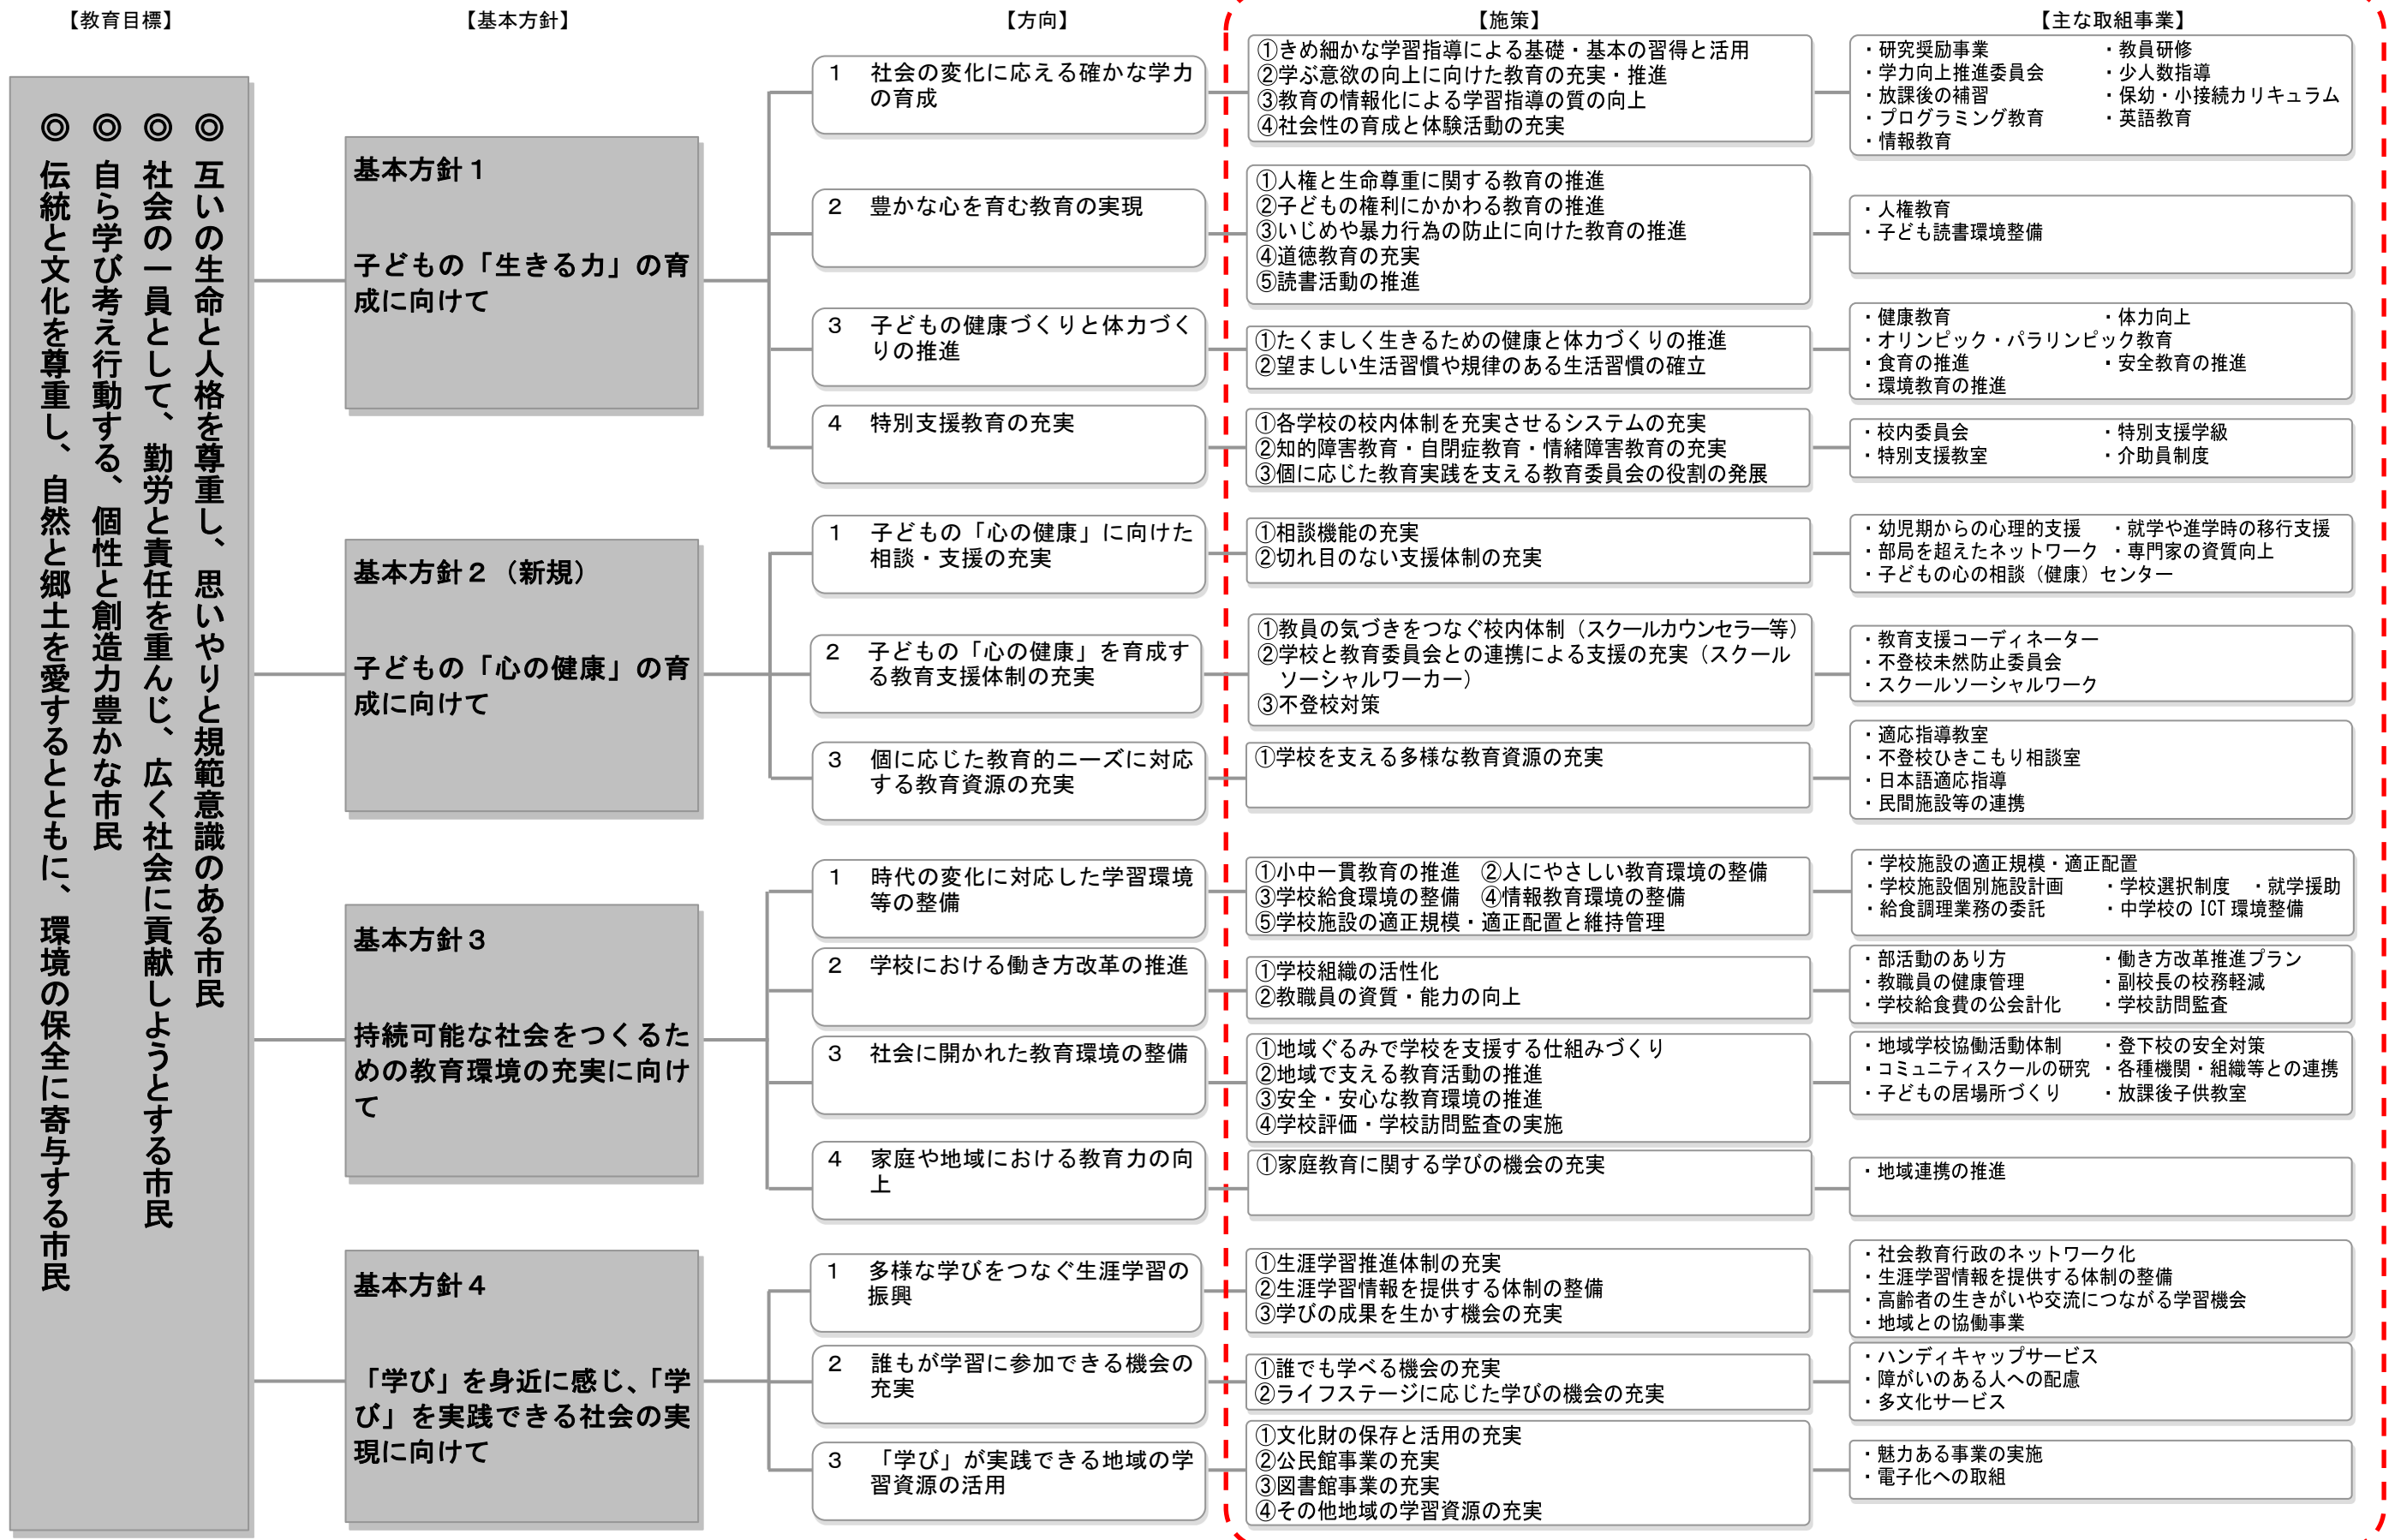 【教育目標】
【基本方針】
【方向】
【施策】
【主な取組事業】
◎ 互いの生命と人格を尊重し、思いやりと規範意識のある市民
◎ 社会の一員として、勤労と責任を重んじ、広く社会に貢献しようとする市民
◎ 自ら学び考え行動する、個性と創造力豊かな市民
◎ 伝統と文化を尊重し、自然と郷土を愛するとともに、環境の保全に寄与する市民
基本方針１
子どもの「生きる力」の育
成に向けて
1 社会の変化に応える確かな学力
の育成
①きめ細かな学習指導による基礎・基本の習得と活用
②学ぶ意欲の向上に向けた教育の充実・推進
③教育の情報化による学習指導の質の向上
④社会性の育成と体験活動の充実
・研究奨励事業 ・教員研修
・学力向上推進委員会 ・少人数指導
・放課後の補習 ・保幼・小接続カリキュラム
・プログラミング教育 ・英語教育
・情報教育
2 豊かな心を育む教育の実現
①人権と生命尊重に関する教育の推進
②子どもの権利にかかわる教育の推進
③いじめや暴力行為の防止に向けた教育の推進
④道徳教育の充実
⑤読書活動の推進
・人権教育
・子ども読書環境整備
3 子どもの健康づくりと体力づく
りの推進
①たくましく生きるための健康と体力づくりの推進
②望ましい生活習慣や規律のある生活習慣の確立
・健康教育 ・体力向上
・オリンピック・パラリンピック教育
・食育の推進 ・安全教育の推進
・環境教育の推進
4 特別支援教育の充実
①各学校の校内体制を充実させるシステムの充実
②知的障害教育・自閉症教育・情緒障害教育の充実
③個に応じた教育実践を支える教育委員会の役割の発展
・校内委員会 ・特別支援学級
・特別支援教室 ・介助員制度
基本方針２（新規）
子どもの「心の健康」の育
成に向けて
1 子どもの「心の健康」に向けた
相談・支援の充実
①相談機能の充実
②切れ目のない支援体制の充実
・幼児期からの心理的支援 ・就学や進学時の移行支援
・部局を超えたネットワーク ・専門家の資質向上
・子どもの心の相談（健康）センター
2 子どもの「心の健康」を育成す
る教育支援体制の充実
①教員の気づきをつなぐ校内体制（スクールカウンセラー等）
②学校と教育委員会との連携による支援の充実（スクール
ソーシャルワーカー）
③不登校対策
・教育支援コーディネーター
・不登校未然防止委員会
・スクールソーシャルワーク
3 個に応じた教育的ニーズに対応
する教育資源の充実
①学校を支える多様な教育資源の充実
・適応指導教室
・不登校ひきこもり相談室
・日本語適応指導
・民間施設等の連携
基本方針３
持続可能な社会をつくるた
めの教育環境の充実に向け
て
1 時代の変化に対応した学習環境
等の整備
①小中一貫教育の推進 ②人にやさしい教育環境の整備
③学校給食環境の整備 ④情報教育環境の整備
⑤学校施設の適正規模・適正配置と維持管理
・学校施設の適正規模・適正配置
・学校施設個別施設計画 ・学校選択制度 ・就学援助
・給食調理業務の委託 ・中学校の ICT 環境整備
2 学校における働き方改革の推進
①学校組織の活性化
②教職員の資質・能力の向上
・部活動のあり方 ・働き方改革推進プラン
・教職員の健康管理 ・副校長の校務軽減
・学校給食費の公会計化 ・学校訪問監査
3 社会に開かれた教育環境の整備
①地域ぐるみで学校を支援する仕組みづくり
②地域で支える教育活動の推進
③安全・安心な教育環境の推進
④学校評価・学校訪問監査の実施
・地域学校協働活動体制 ・登下校の安全対策
・コミュニティスクールの研究 ・各種機関・組織等との連携
・子どもの居場所づくり ・放課後子供教室
4 家庭や地域における教育力の向
上
①家庭教育に関する学びの機会の充実
・地域連携の推進
基本方針４
「学び」を身近に感じ、「学
び」を実践できる社会の実
現に向けて
1 多様な学びをつなぐ生涯学習の
振興
①生涯学習推進体制の充実
②生涯学習情報を提供する体制の整備
③学びの成果を生かす機会の充実
・社会教育行政のネットワーク化
・生涯学習情報を提供する体制の整備
・高齢者の生きがいや交流につながる学習機会
・地域との協働事業
2 誰もが学習に参加できる機会の
充実
①誰でも学べる機会の充実
②ライフステージに応じた学びの機会の充実
・ハンディキャップサービス
・障がいのある人への配慮
・多文化サービス
3 「学び」が実践できる地域の学
習資源の活用
①文化財の保存と活用の充実
②公民館事業の充実
③図書館事業の充実
④その他地域の学習資源の充実
・魅力ある事業の実施
・電子化への取組